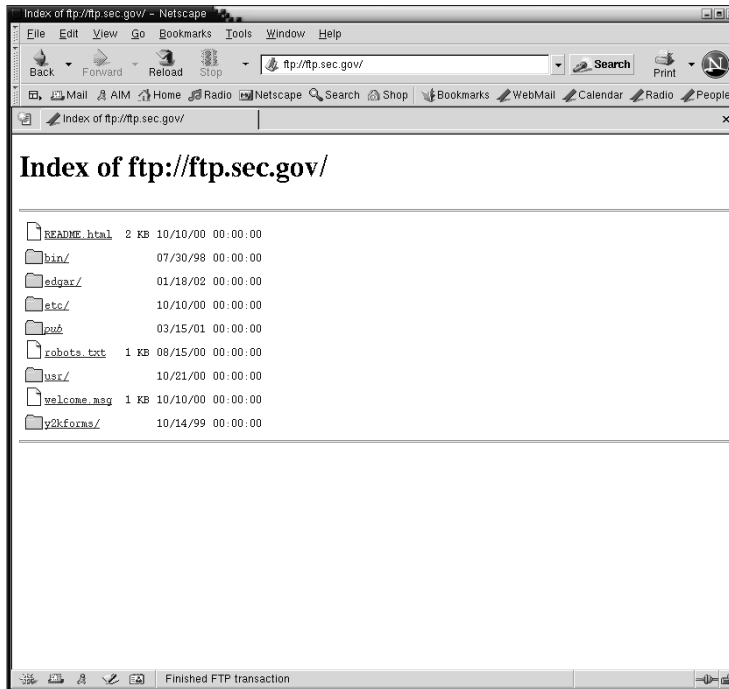 Index of ftp://ftp.sec.gov/ – Netscape
File Edit View Go Bookmarks Tools Window Help
Back Forward Reload Stop ftp://ftp.sec.gov/ Search Print N
Mail AIM Home Radio Netscape Search Shop Bookmarks WebMail Calendar Radio People
Index of ftp://ftp.sec.gov/
Index of ftp://ftp.sec.gov/
README.html 2 KB 10/10/00 00:00:00
bin/ 07/30/98 00:00:00
edgar/ 01/18/02 00:00:00
etc/ 10/10/00 00:00:00
pub 03/15/01 00:00:00
robots.txt 1 KB 08/15/00 00:00:00
usr/ 10/21/00 00:00:00
welcome.msg 1 KB 10/10/00 00:00:00
y2kforms/ 10/14/99 00:00:00
Finished FTP transaction